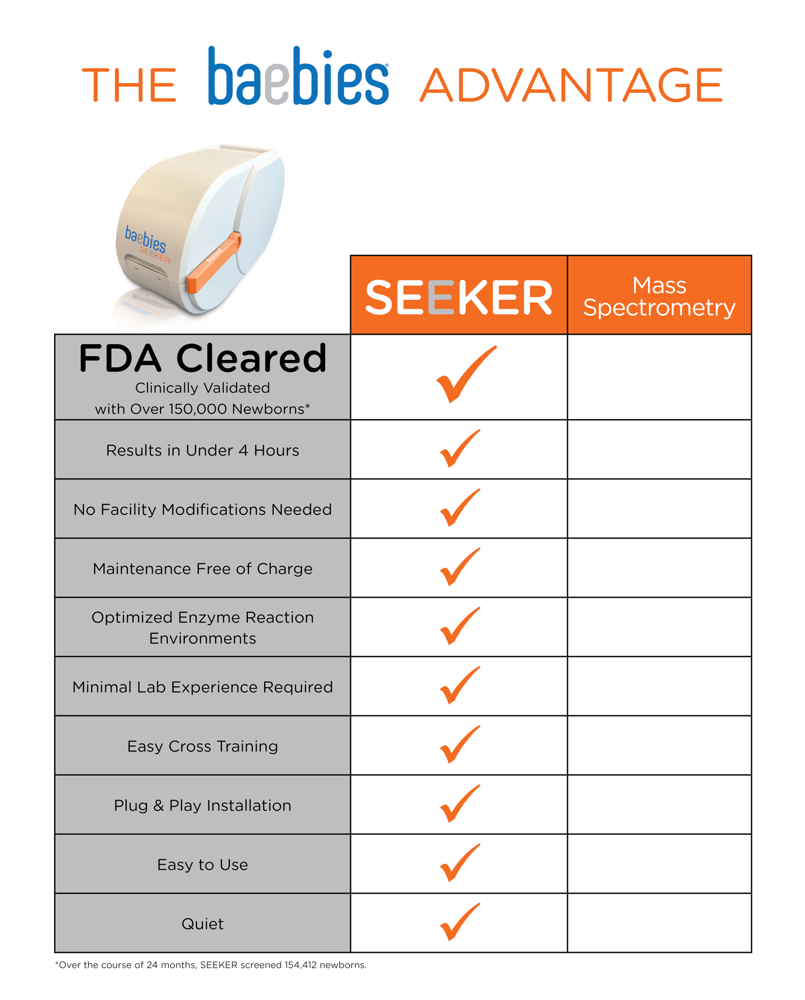 THE baebies® ADVANTAGE
baebies
SEEKER
Roland
SEEKER
Mass
Spectrometry
FDA Cleared
Clinically Validated
with Over 150,000 Newborns*
Results in Under 4 Hours
No Facility Modifications Needed
Maintenance Free of Charge
Optimized Enzyme Reaction
Environments
Minimal Lab Experience Required
Easy Cross Training
Plug & Play Installation
Easy to Use
Quiet
*Over the course of 24 months, SEEKER screened 154,412 newborns.